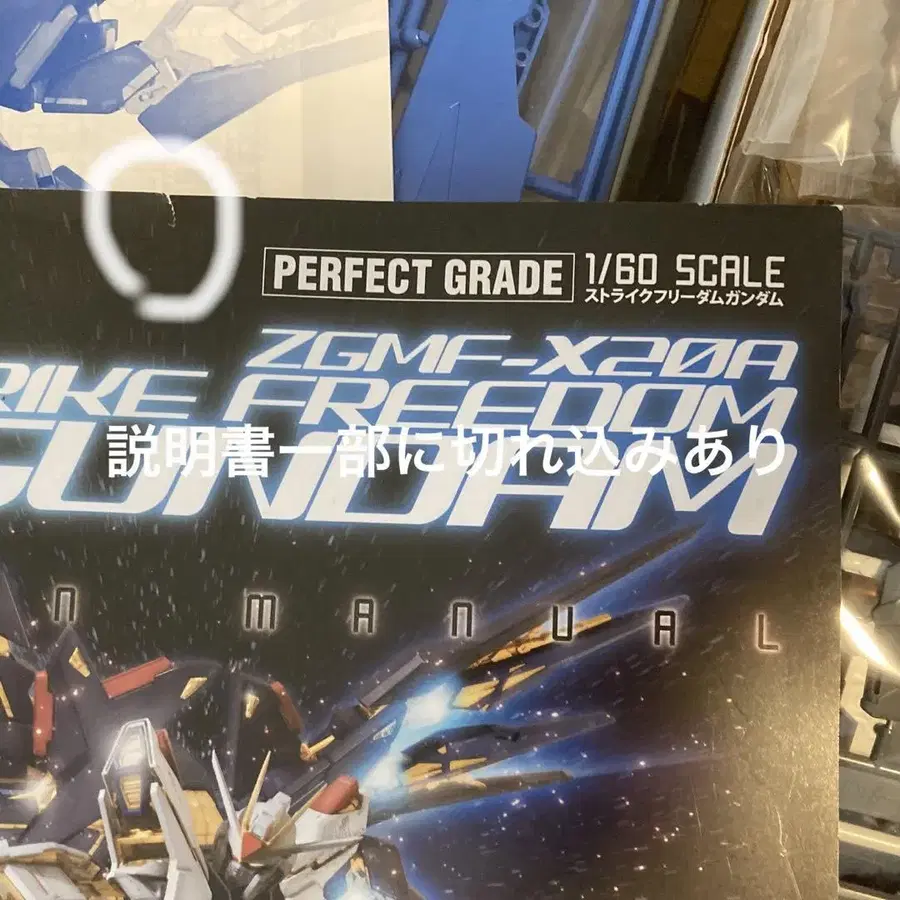 PERFECT GRADE 1/60 SCALE
ストライクフリーダムガンダム
ZGMF-X20A
RIKE FREEDOM
GUNDAM
説明書一部に切れ込みあり
N MANUAL